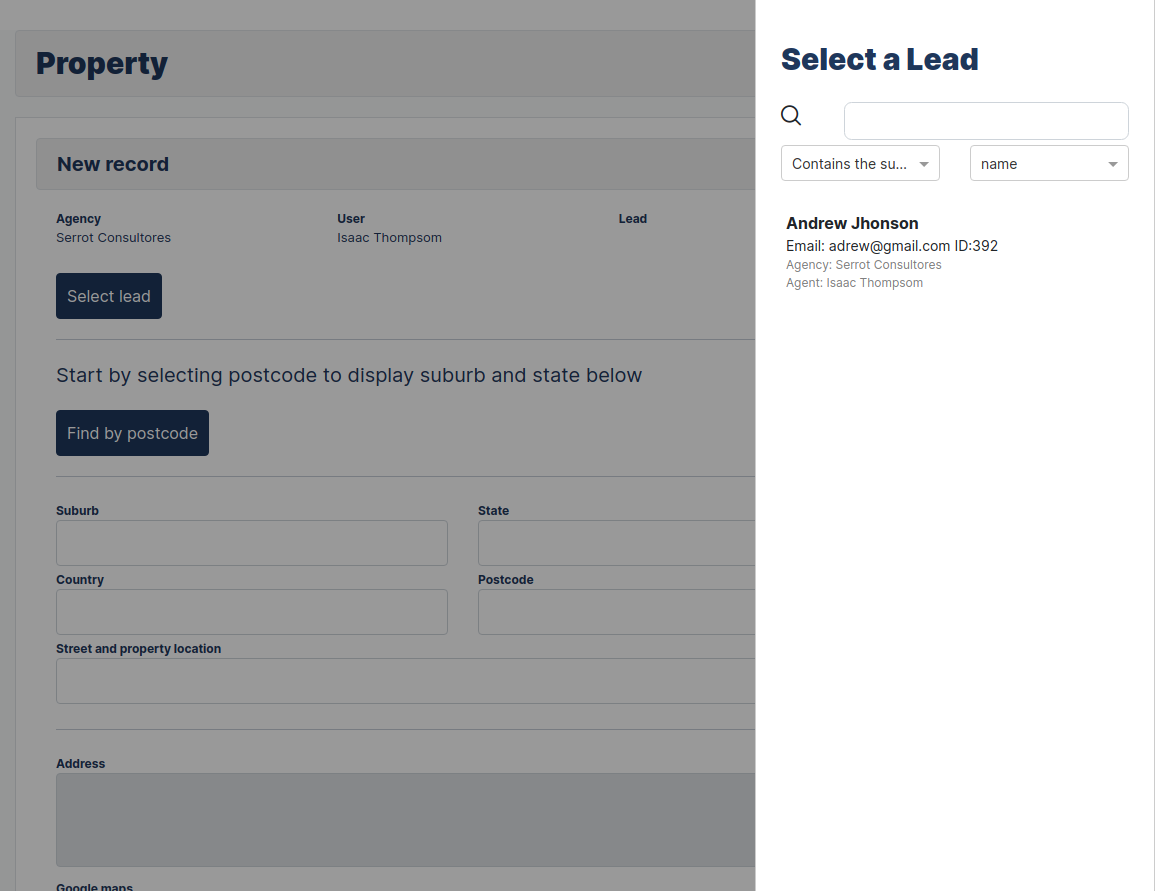 Property
New record
Agency
Serrot Consultores
User
Isaac Thompsom
Lead
Select lead
Start by selecting postcode to display suburb and state below
Find by postcode
Suburb
State
Country
Postcode
Street and property location
Address
Google maps
Select a Lead
Contains the su...
name
Andrew Jhonson
Email: adrew@gmail.com ID:392
Agency: Serrot Consultores
Agent: Isaac Thompsom